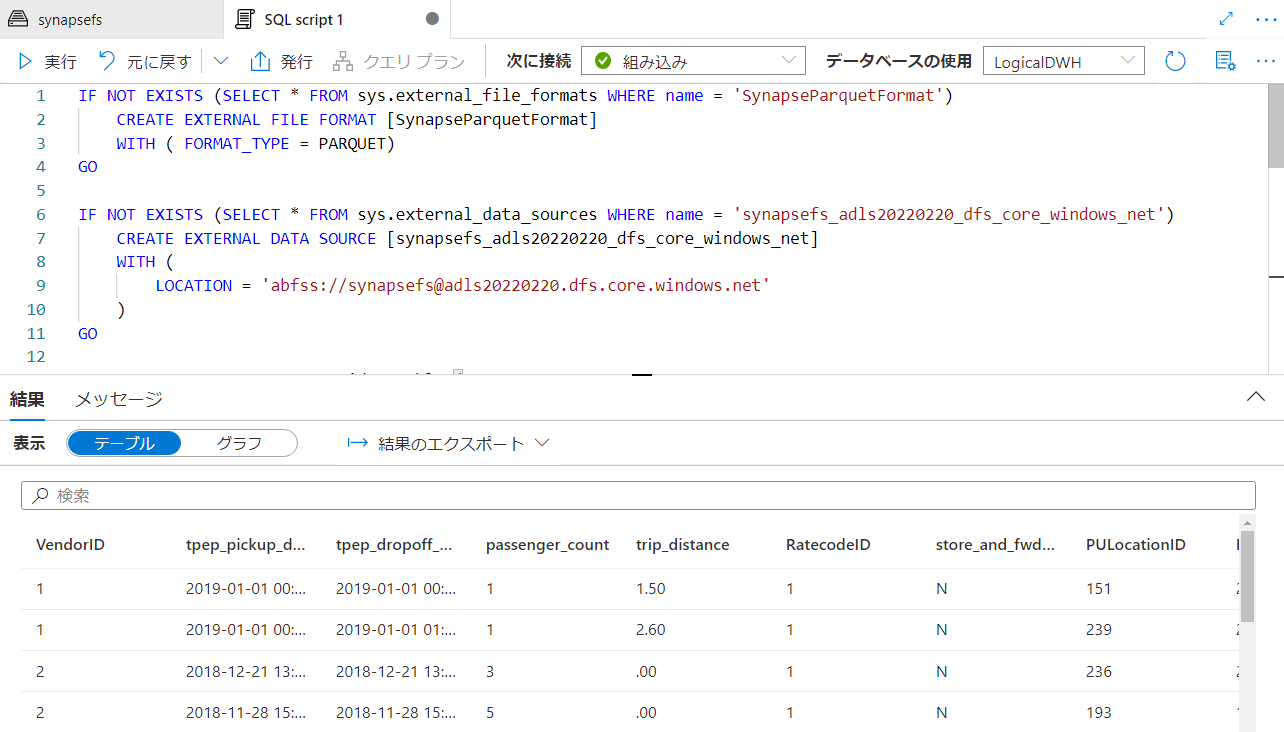 synapsefs SQL script 1
実行 元に戻す 発行 クエリ プラン 次に接続 組み込み データベースの使用 LogicalDWH
1 IF NOT EXISTS (SELECT * FROM sys.external_file_formats WHERE name = 'SynapseParquetFormat')
2 CREATE EXTERNAL FILE FORMAT [SynapseParquetFormat]
3 WITH ( FORMAT_TYPE = PARQUET)
4 GO
5
6 IF NOT EXISTS (SELECT * FROM sys.external_data_sources WHERE name = 'synapsefs_adls20220220_dfs_core_windows_net')
7 CREATE EXTERNAL DATA SOURCE [synapsefs_adls20220220_dfs_core_windows_net]
8 WITH (
9 LOCATION = 'abfss://synapsefs@adls20220220.dfs.core.windows.net'
10 )
11 GO
12
結果 メッセージ
表示 テーブル グラフ 結果のエクスポート
検索
VendorID tpep_pickup_d... tpep_dropoff_... passenger_count trip_distance RatecodeID store_and_fwd... PULocationID
1 2019-01-01 00:... 2019-01-01 00:... 1 1.50 1 N 151
1 2019-01-01 00:... 2019-01-01 01:... 1 2.60 1 N 239
2 2018-12-21 13:... 2018-12-21 13:... 3 .00 1 N 236
2 2018-11-28 15:... 2018-11-28 15:... 5 .00 1 N 193